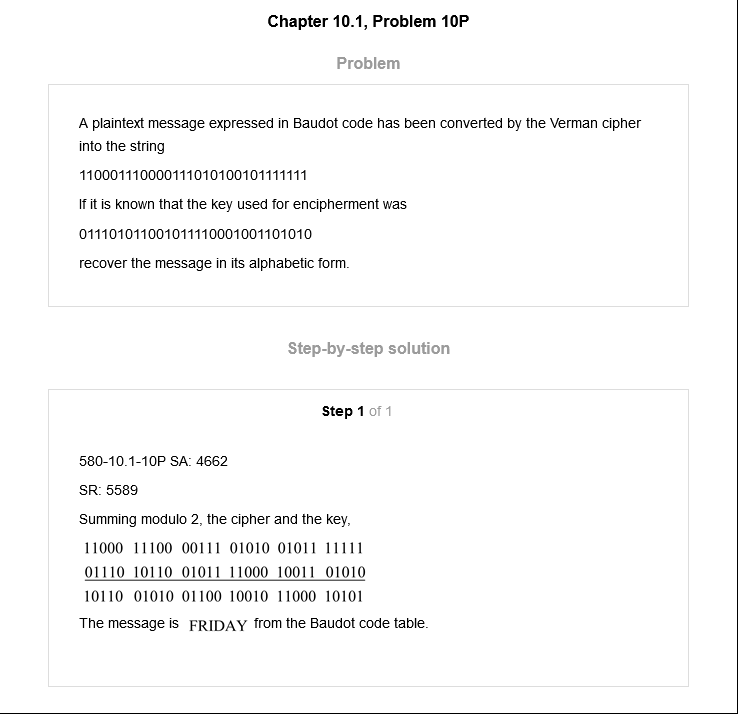 Chapter 10.1, Problem 10P
Problem
A plaintext message expressed in Baudot code has been converted by the Verman cipher
into the string
110001110000111010100101111111
If it is known that the key used for encipherment was
011101011001011110001001101010
recover the message in its alphabetic form.
Step-by-step solution
Step 1 of 1
580-10.1-10P SA: 4662
SR: 5589
Summing modulo 2, the cipher and the key,
11000 11100 00111 01010 01011 11111
01110 10110 01011 11000 10011 01010
10110 01010 01100 10010 11000 10101
The message is FRIDAY from the Baudot code table.